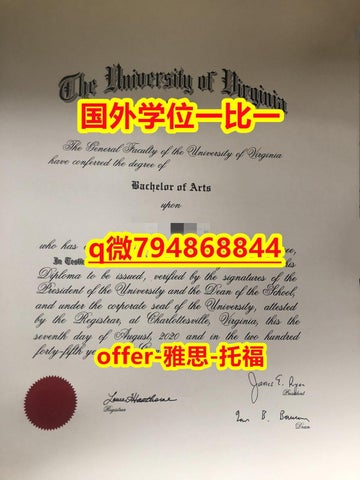 The University of Virginia
国外学位一比一
The General Faculty of the University of Virginia
have conferred the degree of
Bachelor of Arts
upon
who has
q微794868844
In Testi
this
Diploma to be issued, verified by the signatures of the
President of the University and the Dean of the School,
and under the corporate seal of the University, attested
by the Registrar, at Charlottesville, Virginia, this the
seventh day of August, 2020 and in the two hundred
forty-fifth ye
offer-雅思-托福
Registrar
President
Dean